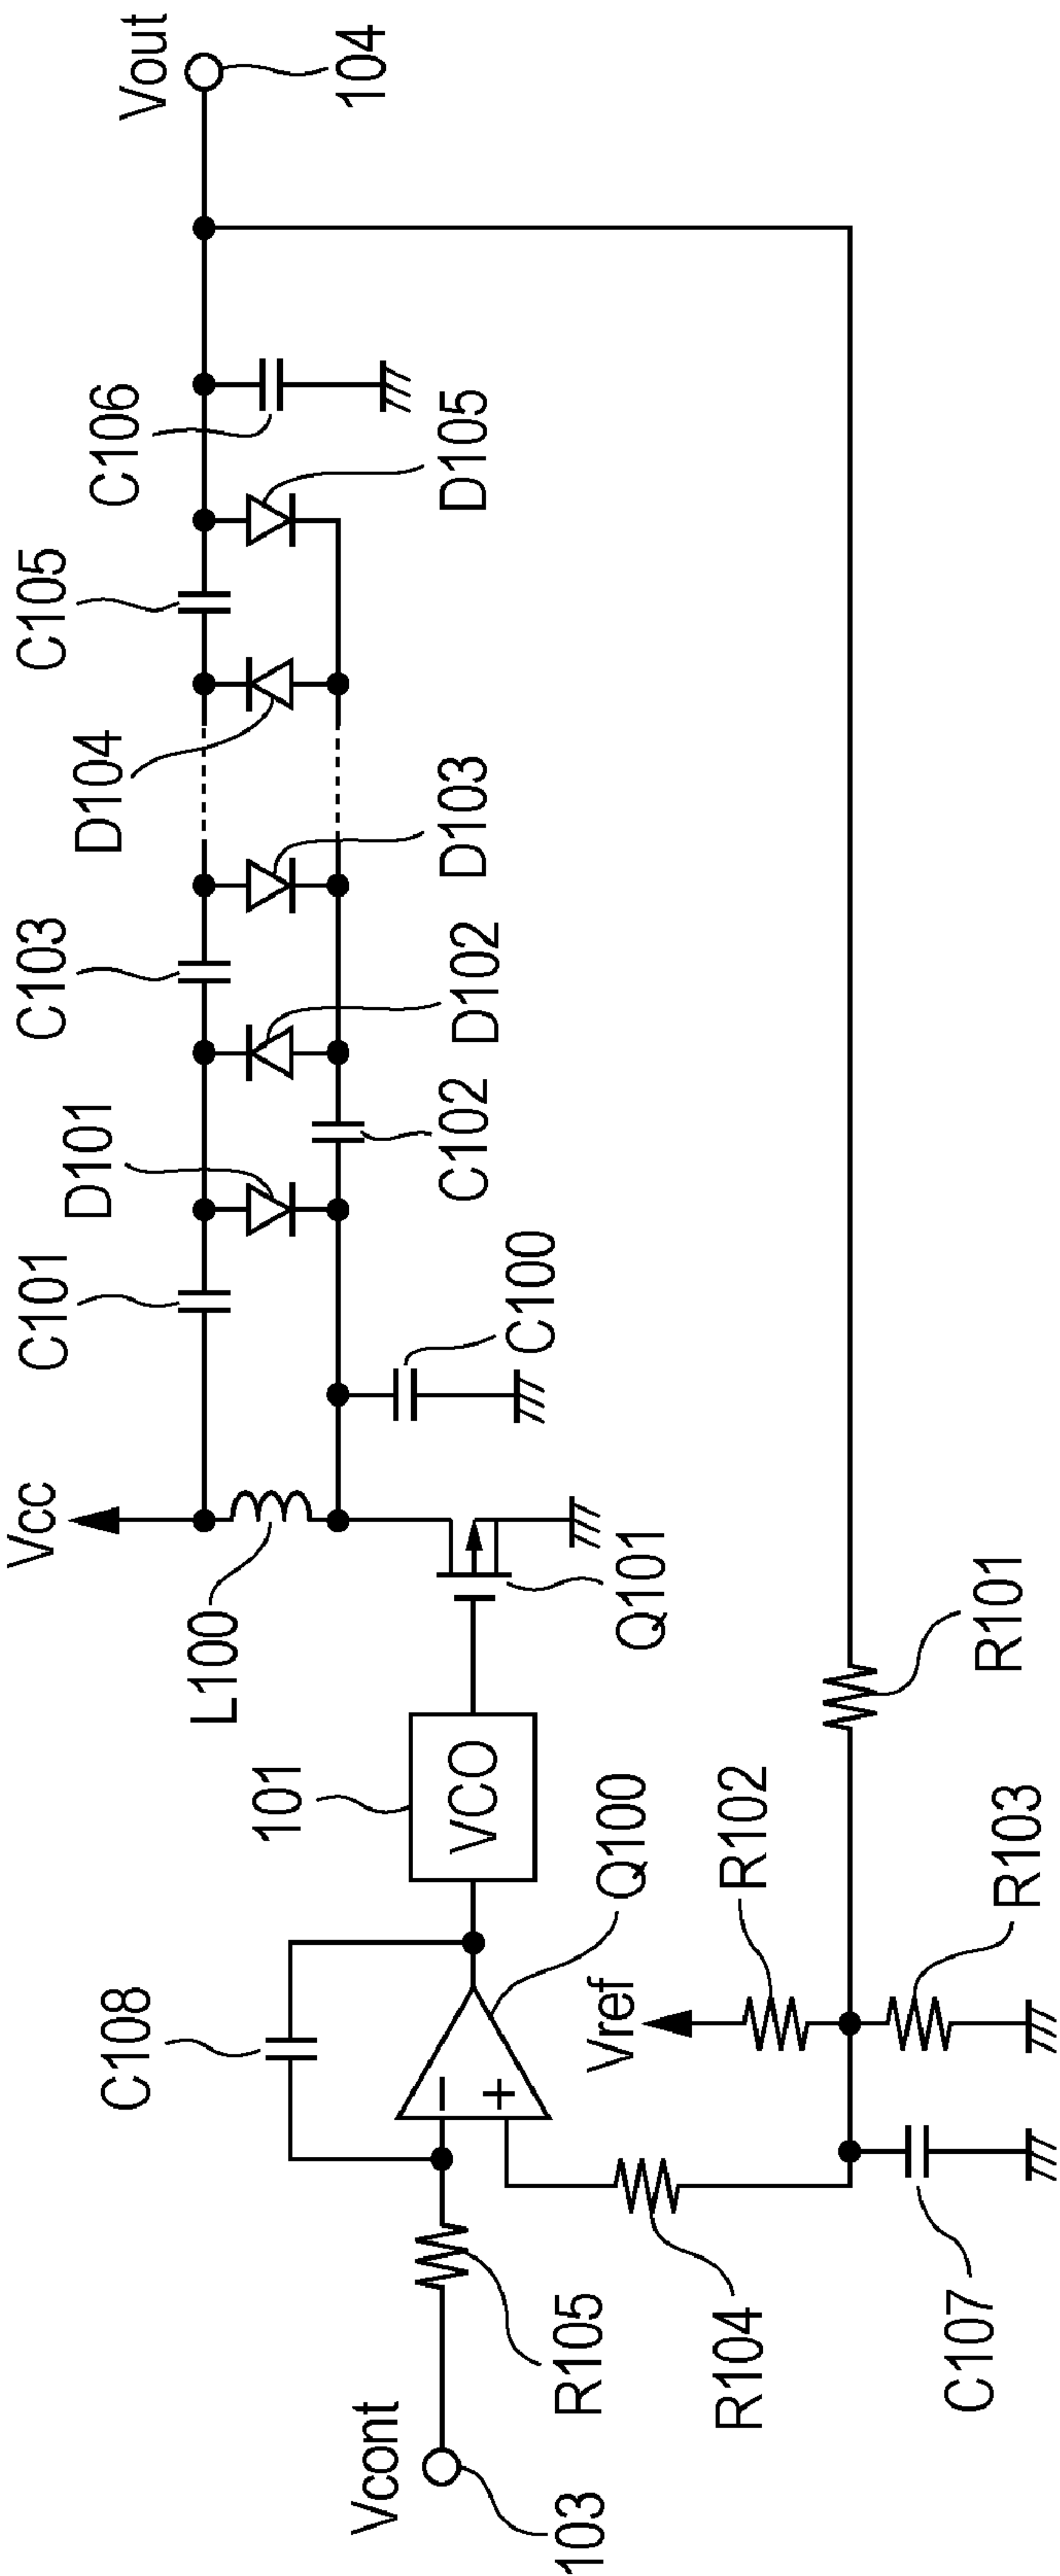 Vout
104
C106
D105
C105
D104
D103
C103
D102
D101
C102
C101
C100
Vcc
L100
Q101
R101
101
VCO
Q100
R102
R103
C108
Vref
−
+
R105
R104
C107
Vcont
103